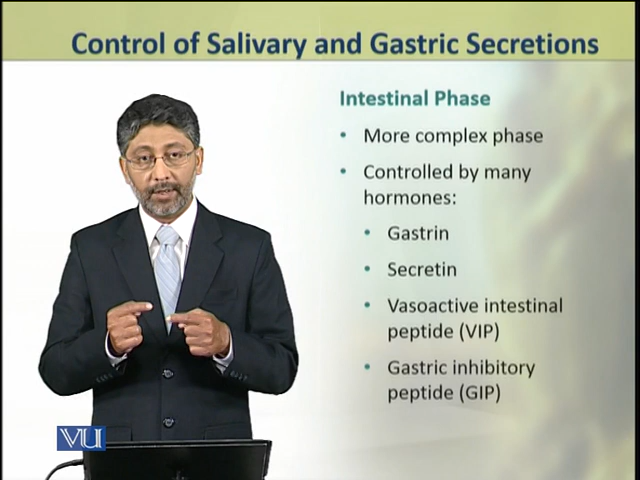 Control of Salivary and Gastric Secretions
Intestinal Phase
• More complex phase
• Controlled by many
hormones:
• Gastrin
• Secretin
• Vasoactive intestinal
peptide (VIP)
• Gastric inhibitory
peptide (GIP)
VU